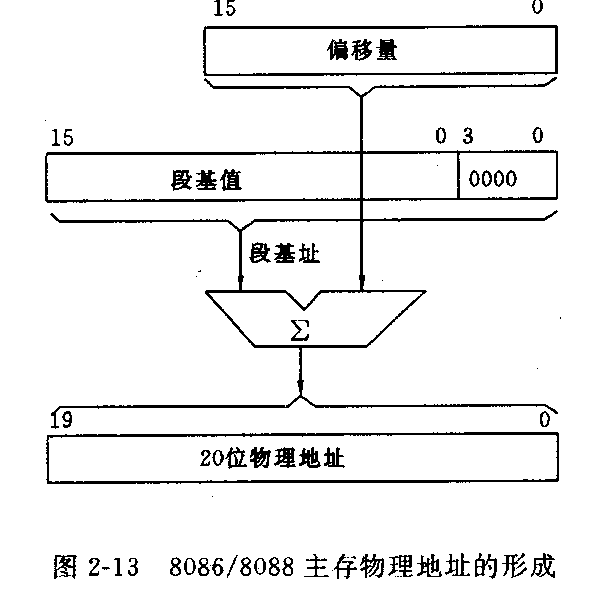 15 0
偏移量
15 0 3 0
段基值 0000
段基址
Σ
19 0
20位物理地址
图 2-13 8086/8088 主存物理地址的形成